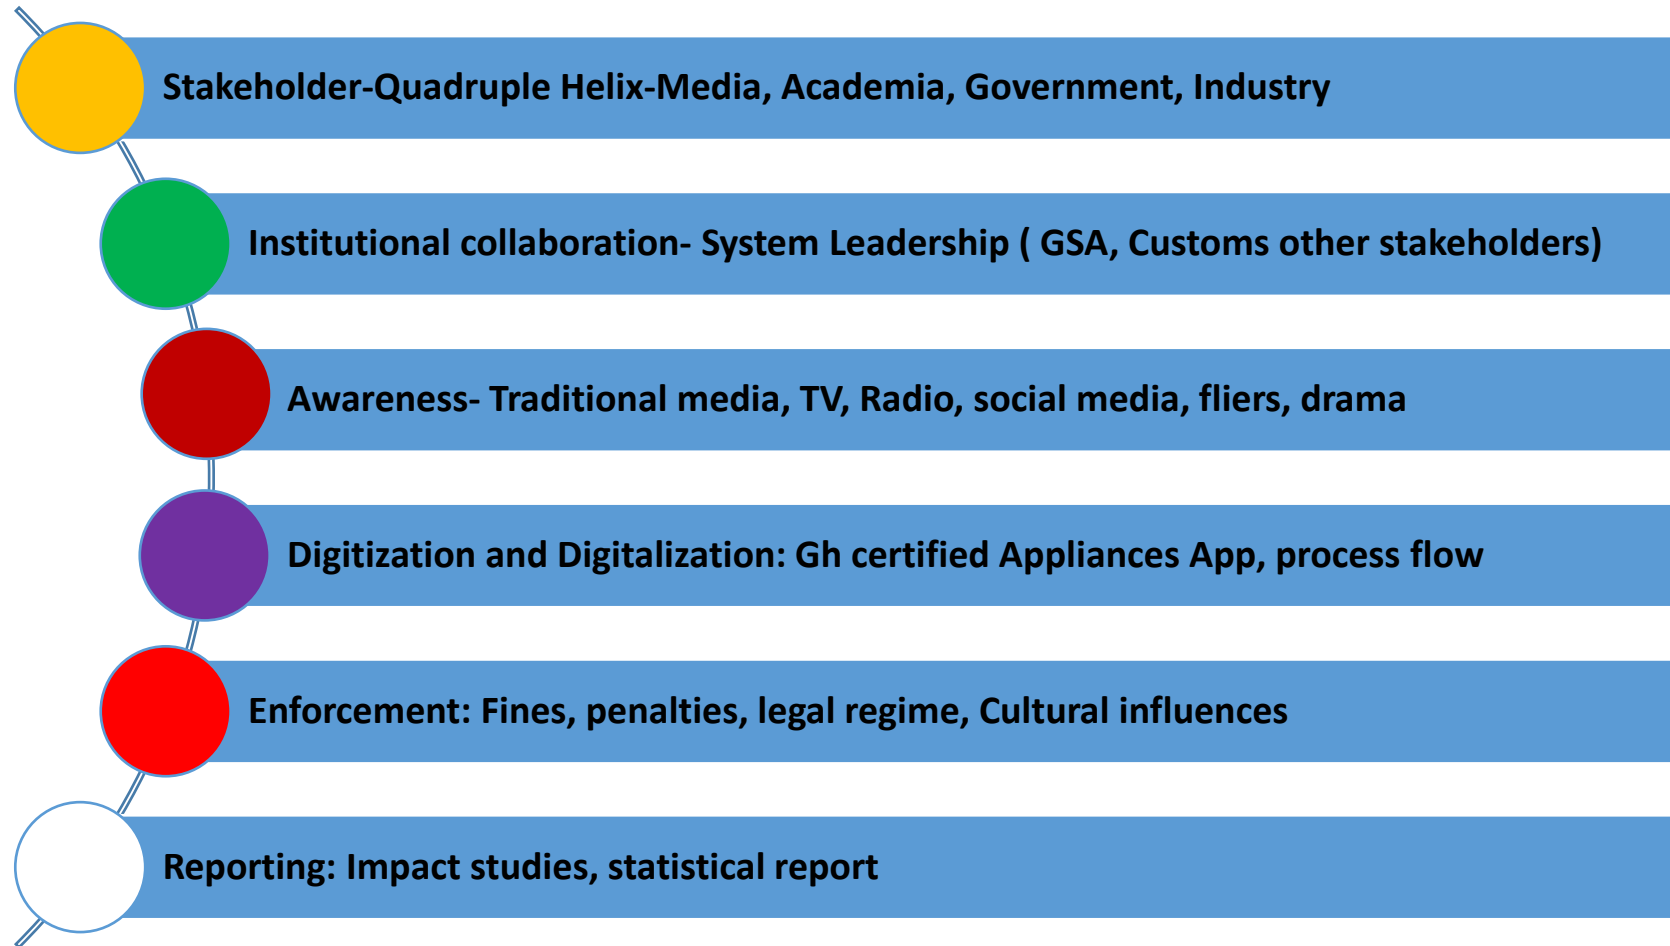 Stakeholder-Quadruple Helix-Media, Academia, Government, Industry
Institutional collaboration- System Leadership ( GSA, Customs other stakeholders)
Awareness- Traditional media, TV, Radio, social media, fliers, drama
Digitization and Digitalization: Gh certified Appliances App, process flow
Enforcement: Fines, penalties, legal regime, Cultural influences
Reporting: Impact studies, statistical report